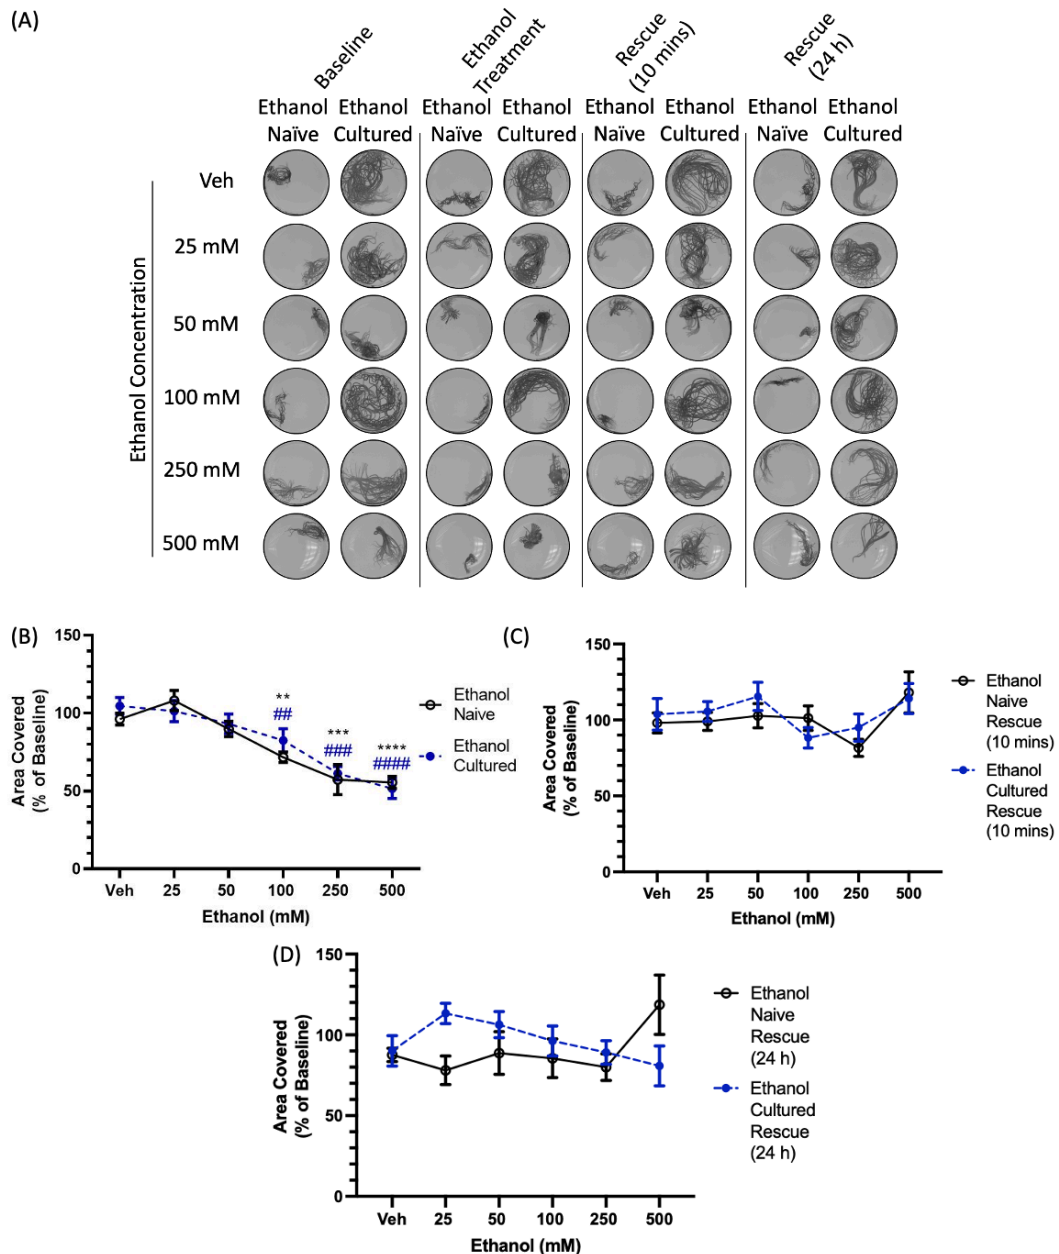 (A)
Baseline
Ethanol
Treatment
Rescue
(10 mins)
Rescue
(24 h)
Ethanol Ethanol Ethanol Ethanol Ethanol Ethanol Ethanol Ethanol
Naïve Cultured Naïve Cultured Naïve Cultured Naïve Cultured
Ethanol Concentration
Veh
25 mM
50 mM
100 mM
250 mM
500 mM
(B)
150
100
50
0
Area Covered
(% of Baseline)
**
##
***
###
****
####
Veh 25 50 100 250 500
Ethanol (mM)
Ethanol
Naive
Ethanol
Cultured
(C)
150
100
50
0
Area Covered
(% of Baseline)
Veh 25 50 100 250 500
Ethanol (mM)
Ethanol
Naive
Rescue
(10 mins)
Ethanol
Cultured
Rescue
(10 mins)
(D)
150
100
50
0
Area Covered
(% of Baseline)
Veh 25 50 100 250 500
Ethanol (mM)
Ethanol
Naive
Rescue
(24 h)
Ethanol
Cultured
Rescue
(24 h)